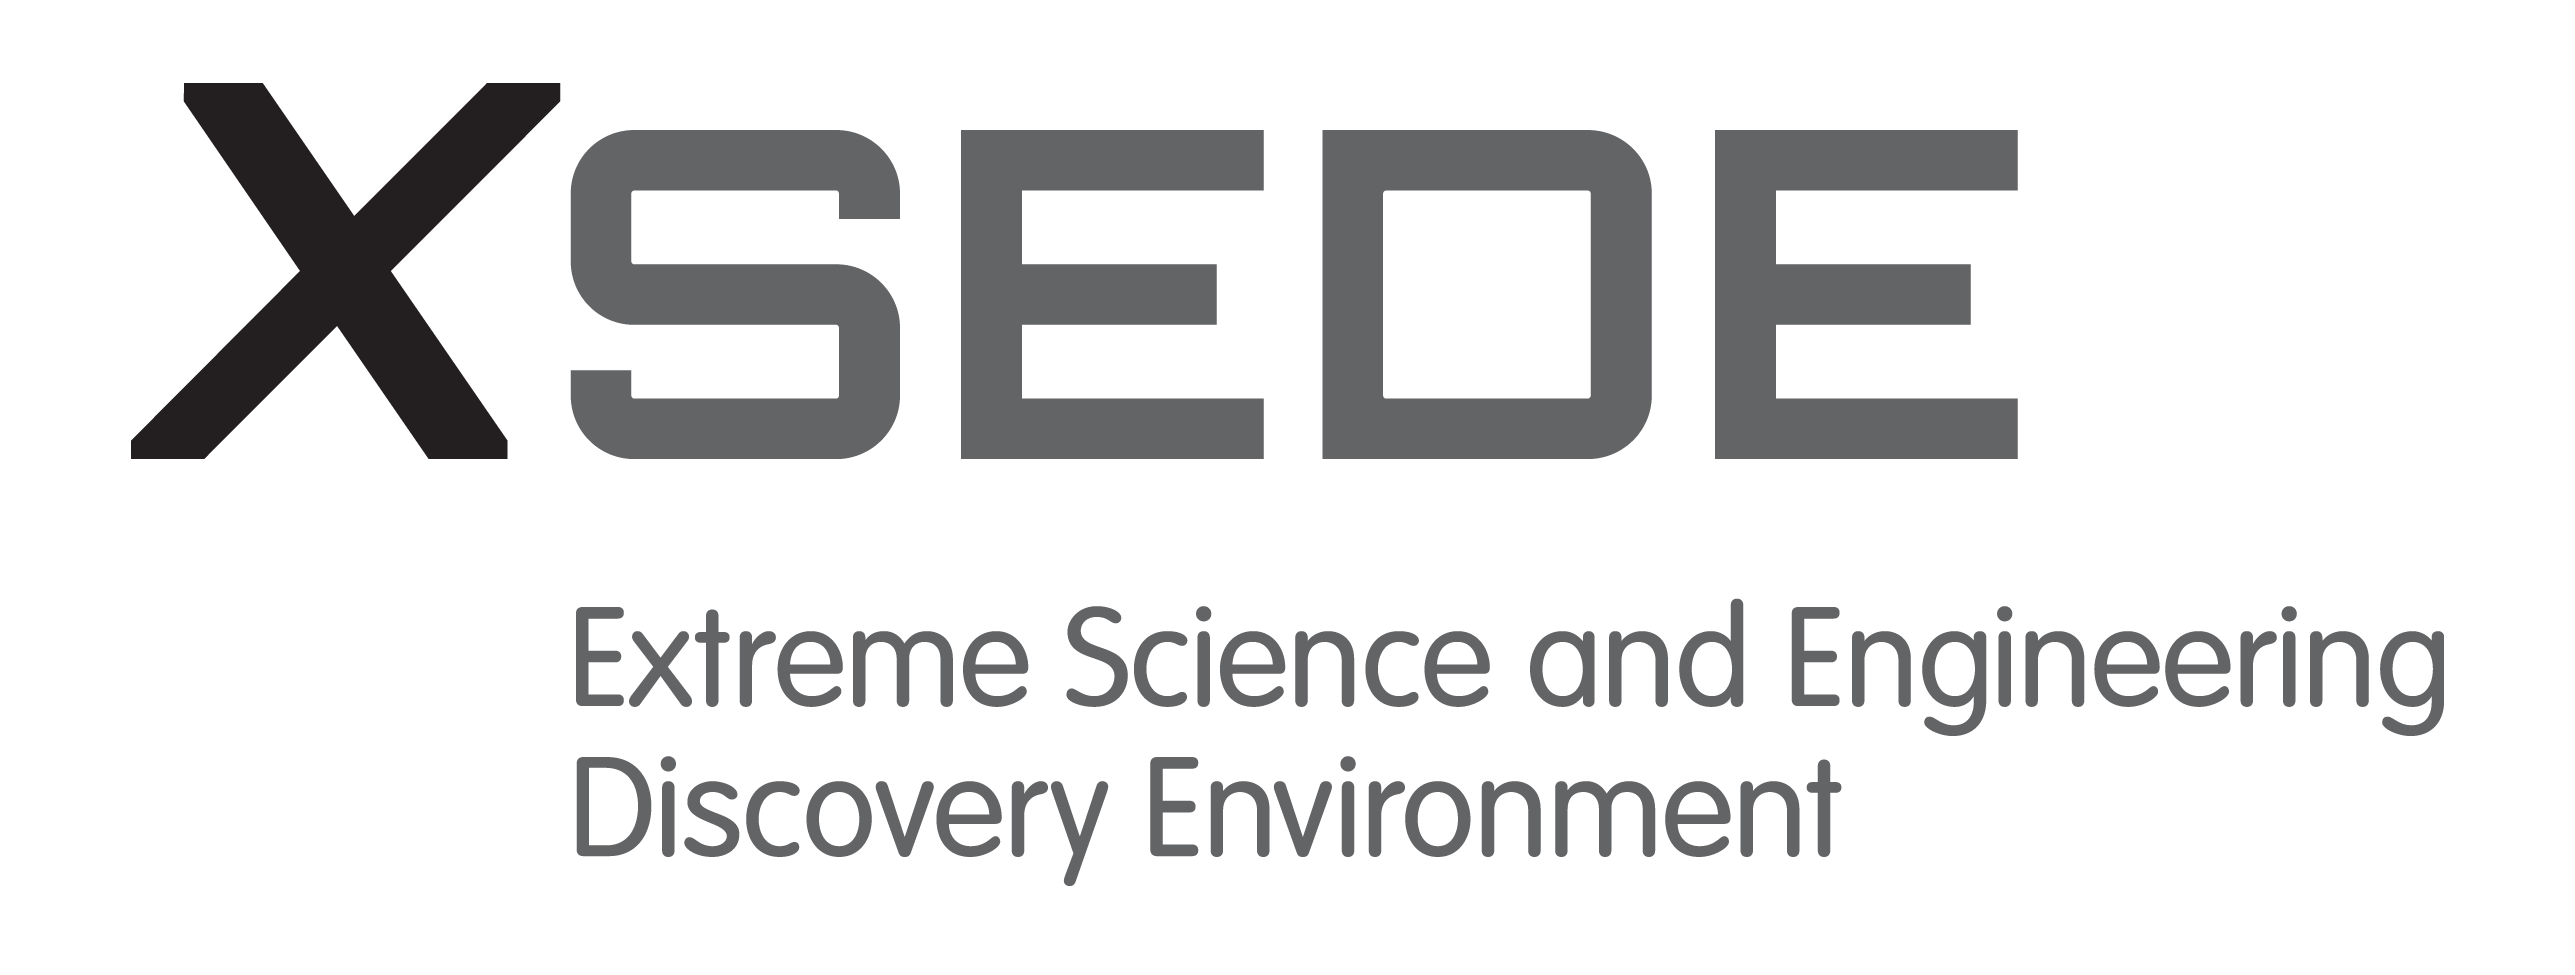 XSEDE
Extreme Science and Engineering
Discovery Environment